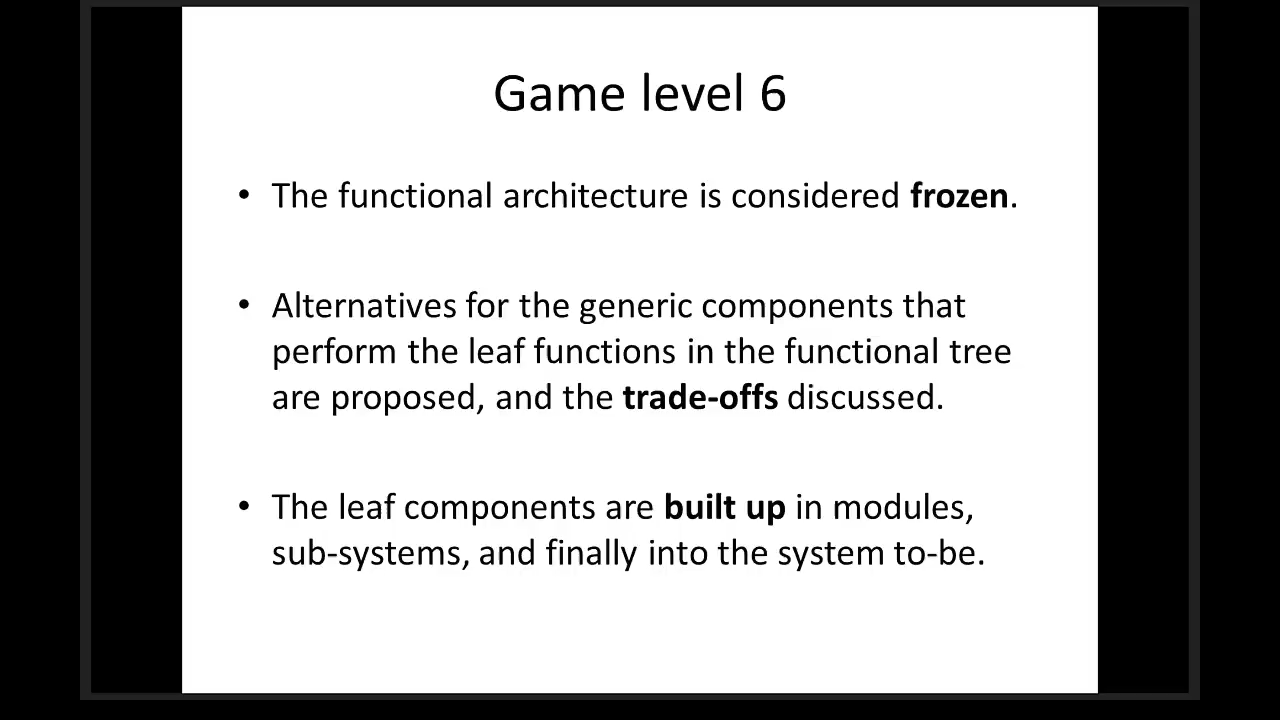 Game level 6
• The functional architecture is considered frozen.
• Alternatives for the generic components that
perform the leaf functions in the functional tree
are proposed, and the trade-offs discussed.
• The leaf components are built up in modules,
sub-systems, and finally into the system to-be.